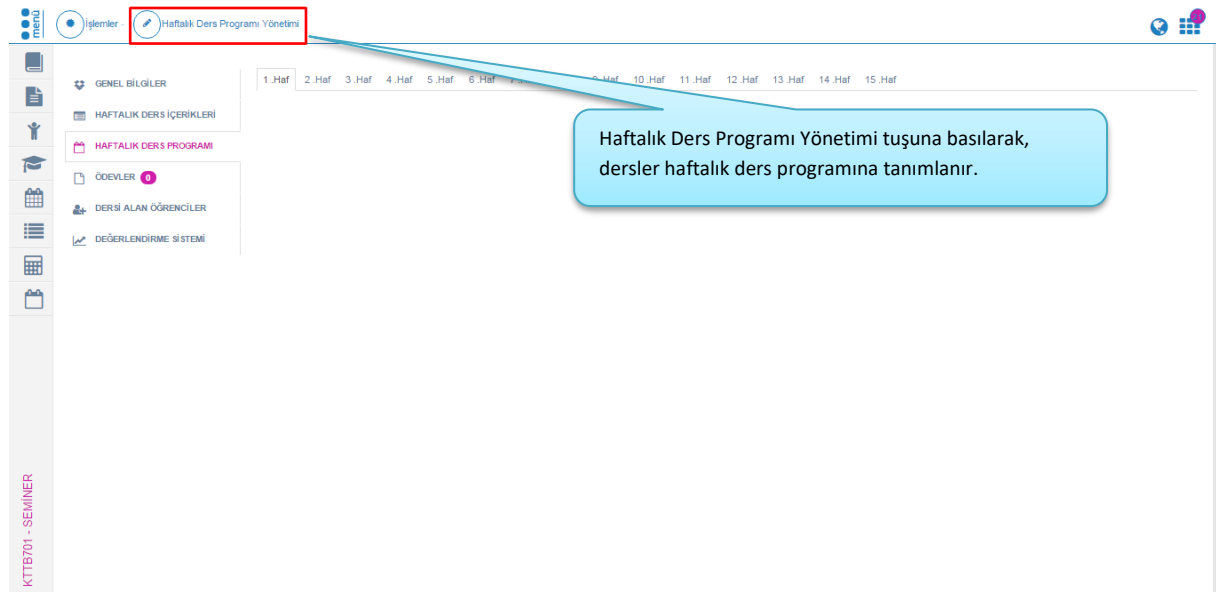 menü
İşlemler - Haftalık Ders Programı Yönetimi
GENEL BİLGİLER
HAFTALIK DERS İÇERİKLERİ
HAFTALIK DERS PROGRAMI
ÖDEVLER 0
DERSİ ALAN ÖĞRENCİLER
DEĞERLENDİRME SİSTEMİ
1 .Haf 2 .Haf 3 .Haf 4 .Haf 5 .Haf 6 .Haf 10 .Haf 11 .Haf 12 .Haf 13 .Haf 14 .Haf 15 .Haf
Haftalık Ders Programı Yönetimi tuşuna basılarak,
dersler haftalık ders programına tanımlanır.
KTTB701 - SEMİNER